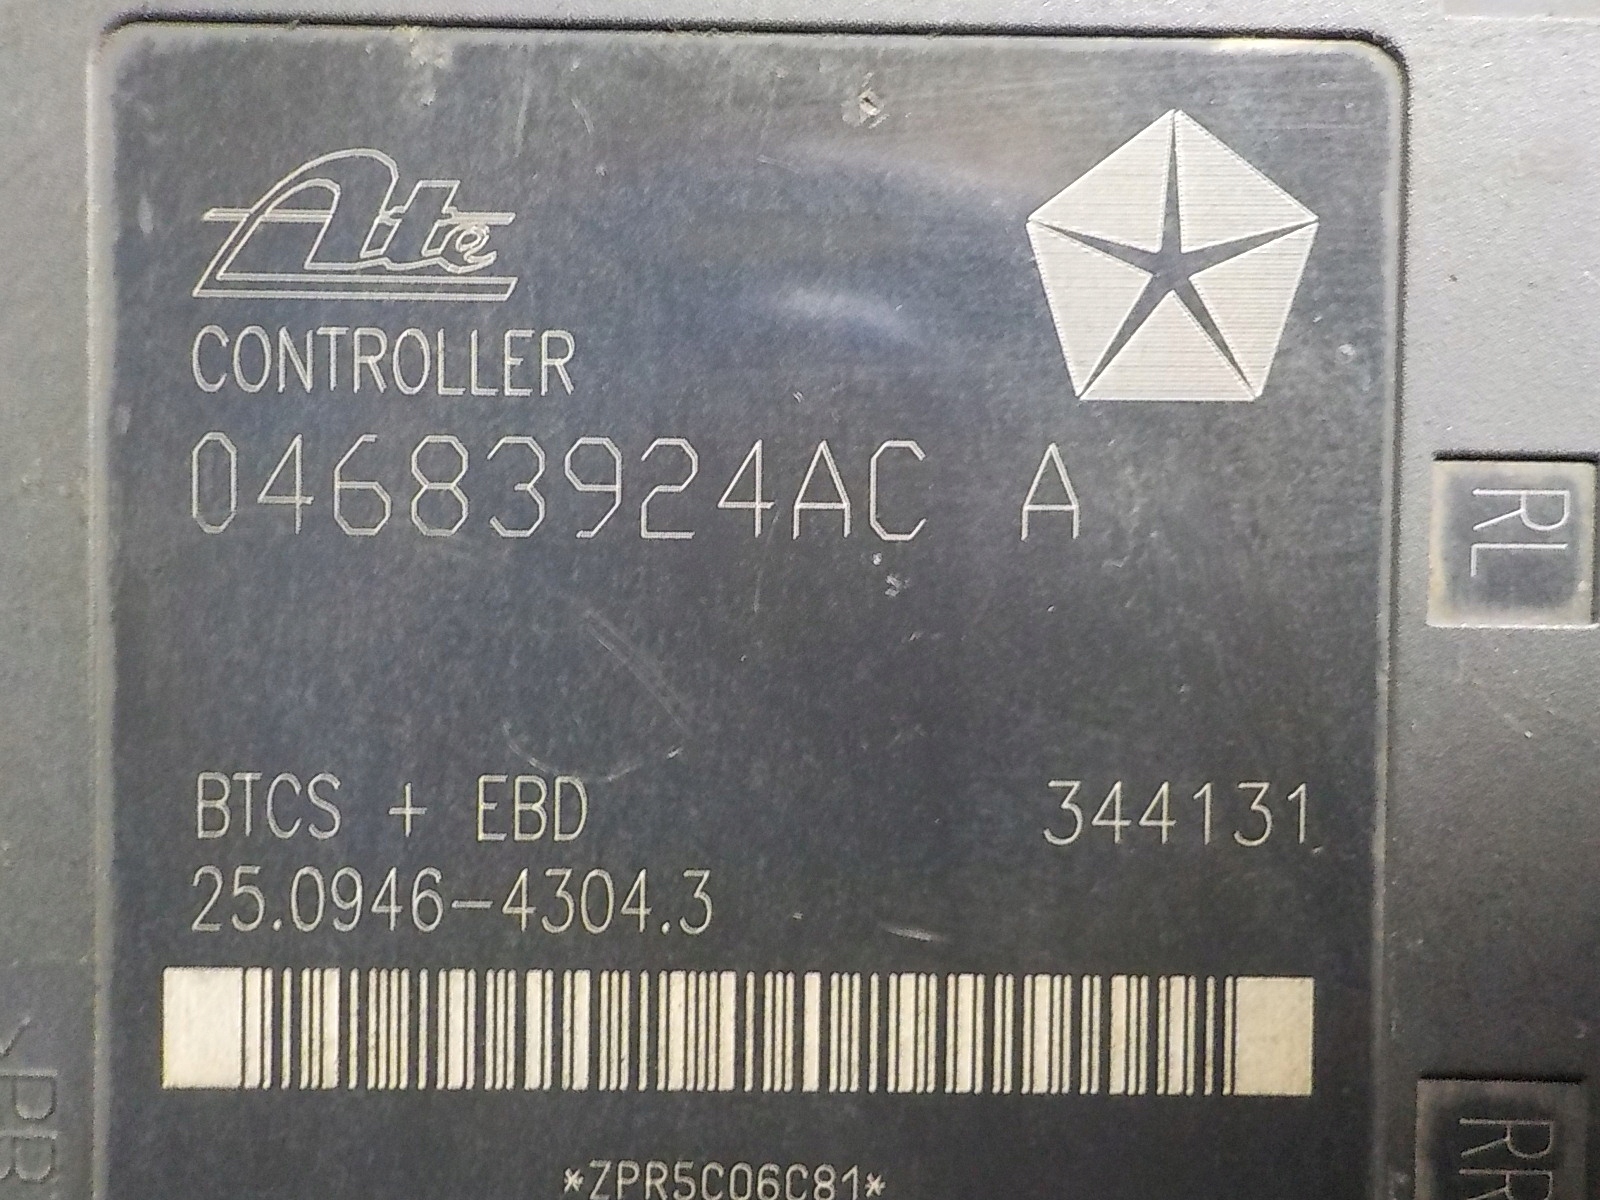 Ate
CONTROLLER
04683924AC A
RL
BTCS + EBD 344131
25.0946-4304.3
*ZPR5C06C81*